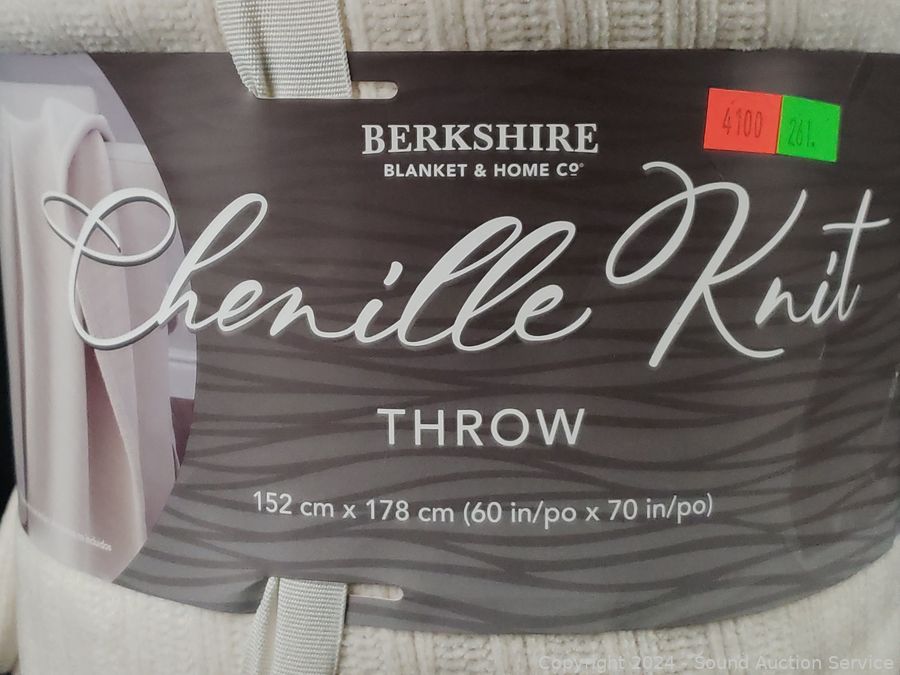 BERKSHIRE
BLANKET & HOME Cº
4100
261.
Chenille Knit
THROW
152 cm x 178 cm (60 in/po x 70 in/po)
incluidos
Copyright 2024 - Sound Auction Service